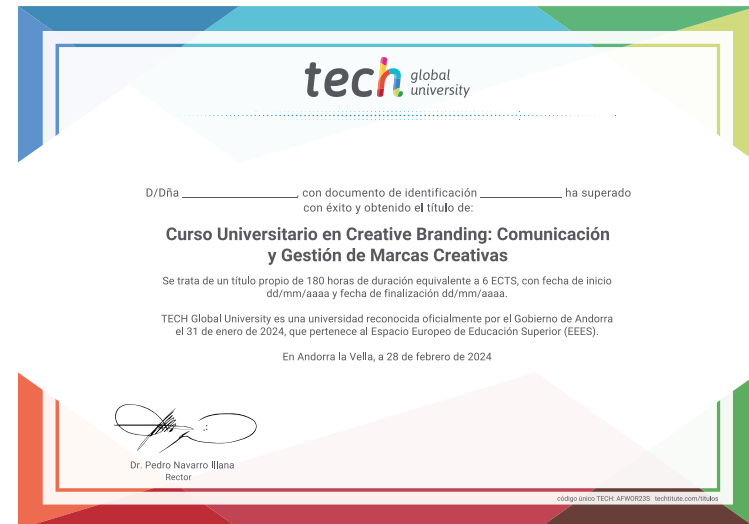 tech global
university
D/Dña ____________________, con documento de identificación ______________ ha superado
con éxito y obtenido el título de:
Curso Universitario en Creative Branding: Comunicación
y Gestión de Marcas Creativas
Se trata de un título propio de 180 horas de duración equivalente a 6 ECTS, con fecha de inicio
dd/mm/aaaa y fecha de finalización dd/mm/aaaa.
TECH Global University es una universidad reconocida oficialmente por el Gobierno de Andorra
el 31 de enero de 2024, que pertenece al Espacio Europeo de Educación Superior (EEES).
En Andorra la Vella, a 28 de febrero de 2024
Dr. Pedro Navarro Illana
Rector
código único TECH: AFWOR23S techtitute.com/titulos